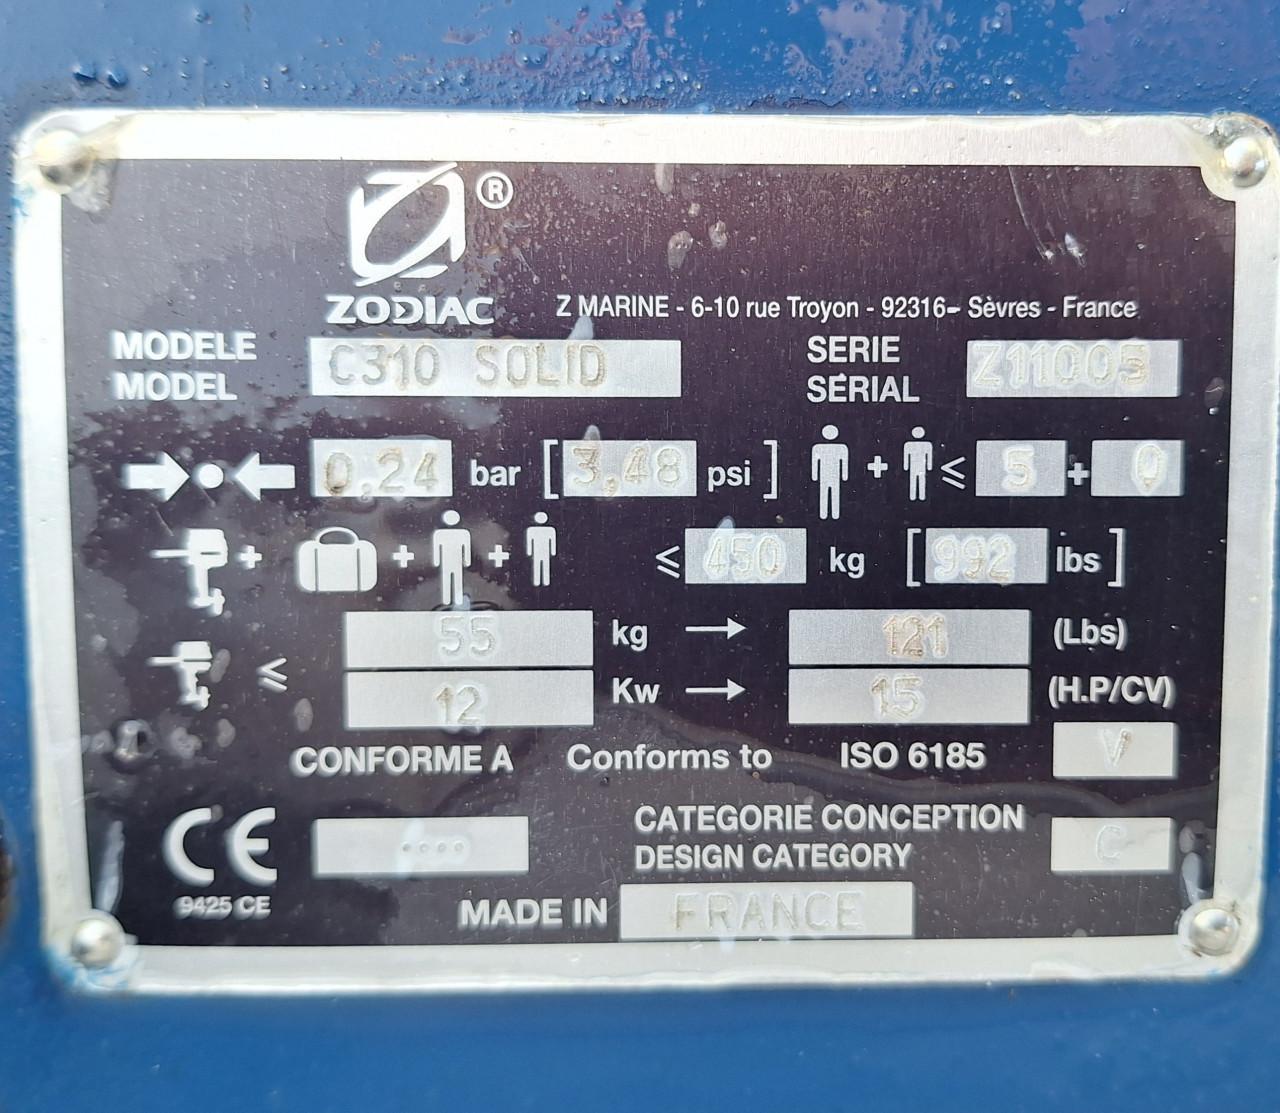 ®
ZODIAC
Z MARINE - 6-10 rue Troyon - 92316- Sèvres - France
MODELE
MODEL
C310 SOLID
SERIE
SERIAL
Z11005
0,24 bar [ 3,48 psi ]
+ ≤ 5 + 0
+ + + ≤ 450 kg [ 992 lbs ]
55 kg → 121 (Lbs)
≤
12 Kw → 15 (H.P/CV)
CONFORME A Conforms to ISO 6185 V
CE ....
9425 CE
CATEGORIE CONCEPTION
DESIGN CATEGORY
C
MADE IN FRANCE